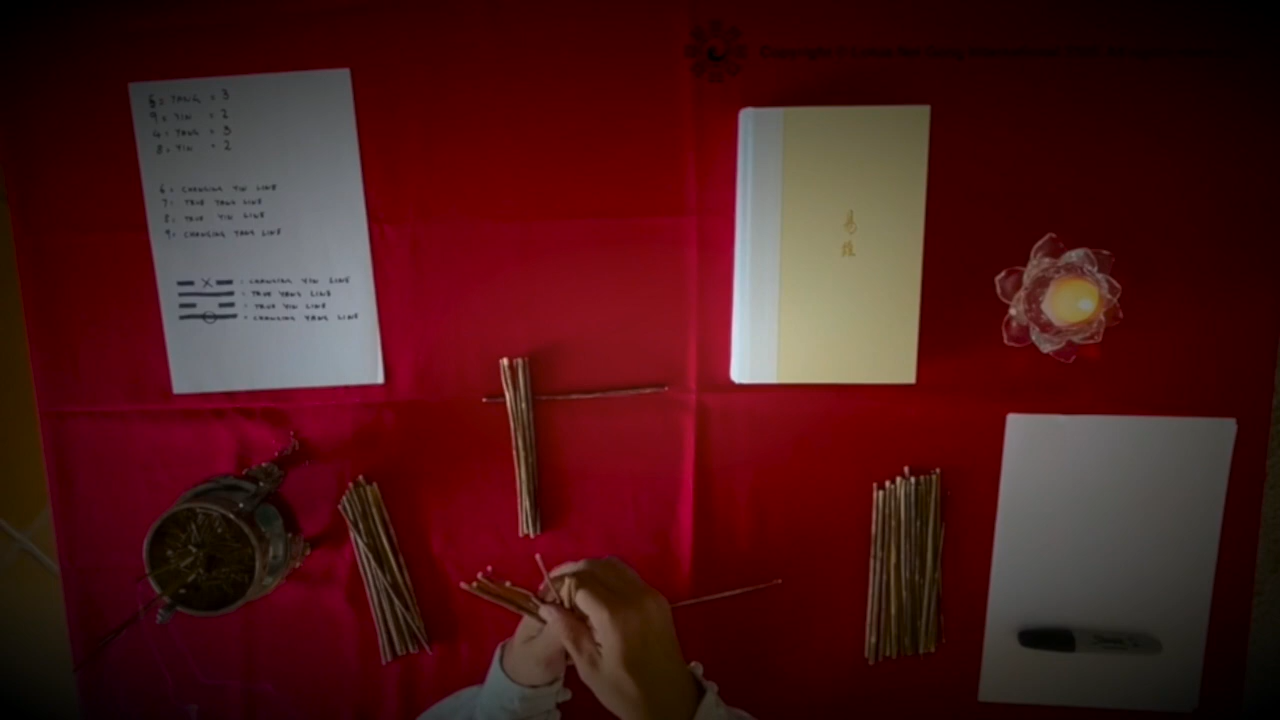 5 = YANG = 3
9 = YIN = 2
4 = YANG = 3
8 = YIN = 2
6 = CHANGING YIN LINE
7 = TRUE YANG LINE
8 = TRUE YIN LINE
9 = CHANGING YANG LINE
= CHANGING YIN LINE
= TRUE YANG LINE
= TRUE YIN LINE
= CHANGING YANG LINE
易
經
Copyright